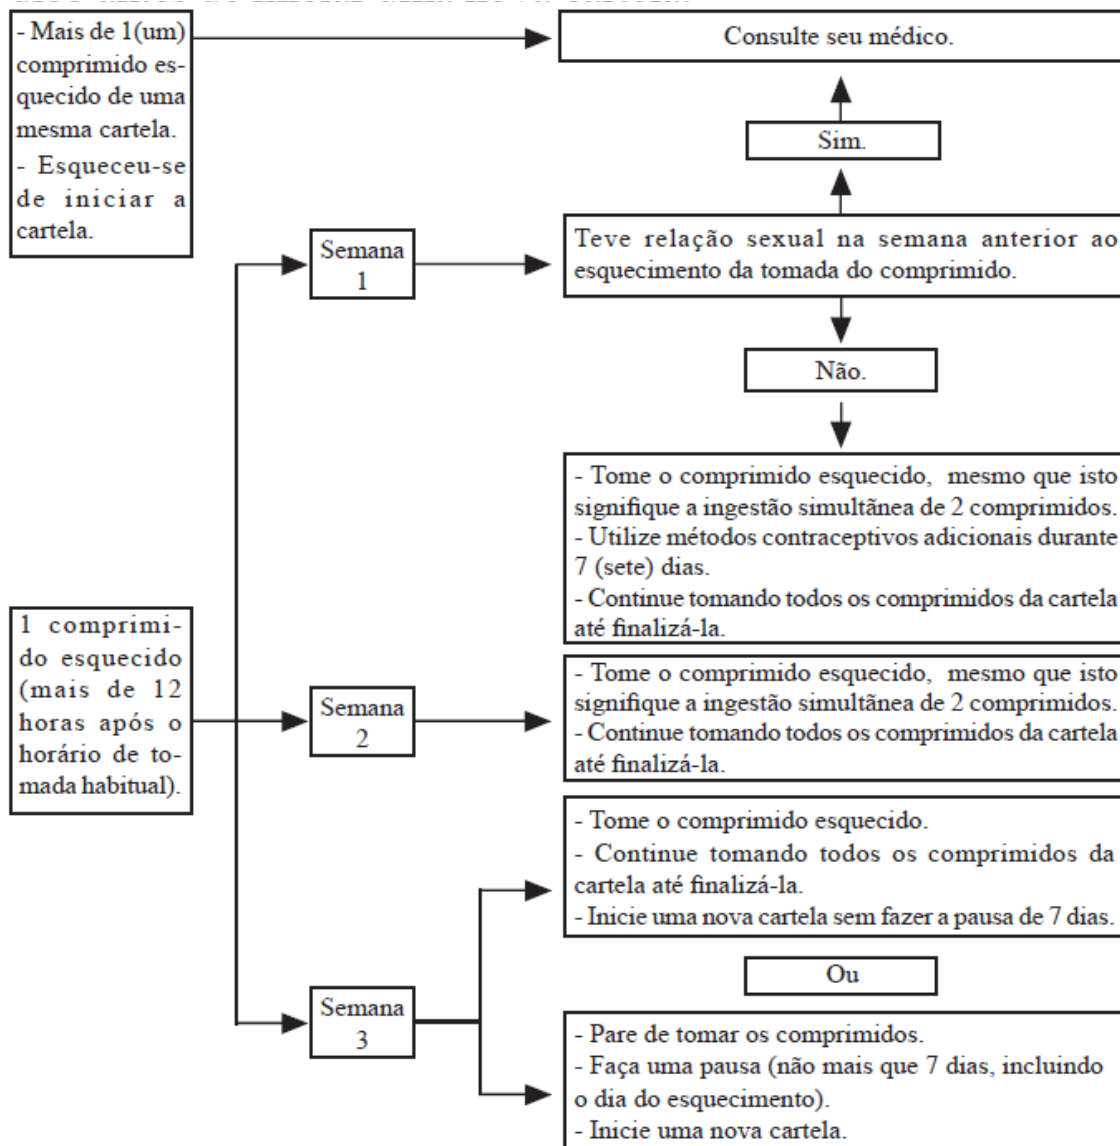 - Mais de 1(um)
comprimido es-
quecido de uma
mesma cartela.
- Esqueceu-se
de iniciar a
cartela.
Consulte seu médico.
Sim.
Teve relação sexual na semana anterior ao
esquecimento da tomada do comprimido.
Não.
Semana
1
- Tome o comprimido esquecido, mesmo que isto
signifique a ingestão simultãnea de 2 comprimidos.
- Utilize métodos contraceptivos adicionais durante
7 (sete) dias.
- Continue tomando todos os comprimidos da cartela
até finalizá-la.
1 comprimi-
do esquecido
(mais de 12
horas após o
horário de to-
mada habitual).
Semana
2
- Tome o comprimido esquecido, mesmo que isto
signifique a ingestão simultãnea de 2 comprimidos.
- Continue tomando todos os comprimidos da cartela
até finalizá-la.
Semana
3
- Tome o comprimido esquecido.
- Continue tomando todos os comprimidos da
cartela até finalizá-la.
- Inicie uma nova cartela sem fazer a pausa de 7 dias.
Ou
- Pare de tomar os comprimidos.
- Faça uma pausa (não mais que 7 dias, incluindo
o dia do esquecimento).
- Inicie uma nova cartela.